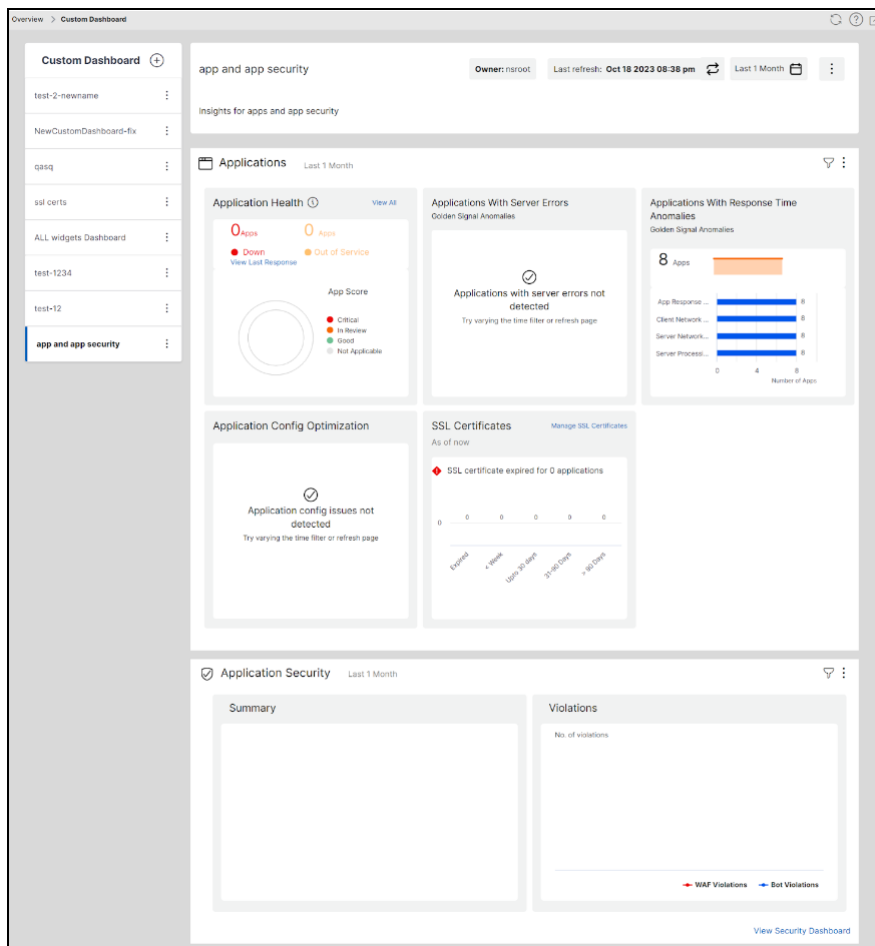 Overview > Custom Dashboard
Custom Dashboard
test-2-newname
NewCustomDashboard-fix
qasq
ssl certs
ALL widgets Dashboard
test-1234
test-12
app and app security
app and app security
Owner: nsroot
Last refresh: Oct 18 2023 08:38 pm
Last 1 Month
Insights for apps and app security
Applications
Last 1 Month
Application Health
View All
0 Apps
0 Apps
Down
Out of Service
View Last Response
App Score
Critical
In Review
Good
Not Applicable
Applications With Server Errors
Golden Signal Anomalies
Applications with server errors not
detected
Try varying the time filter or refresh page
Applications With Response Time
Anomalies
Golden Signal Anomalies
8 Apps
App Response ...
8
Client Network ...
8
Server Network...
8
Server Processi...
8
0 4 8
Number of Apps
Application Config Optimization
Application config issues not
detected
Try varying the time filter or refresh page
SSL Certificates
Manage SSL Certificates
As of now
SSL certificate expired for 0 applications
0 0 0 0 0
0
Expired
< Week
Upto 30 days
31-90 Days
> 90 Days
Application Security
Last 1 Month
Summary
Violations
No. of violations
WAF Violations
Bot Violations
View Security Dashboard